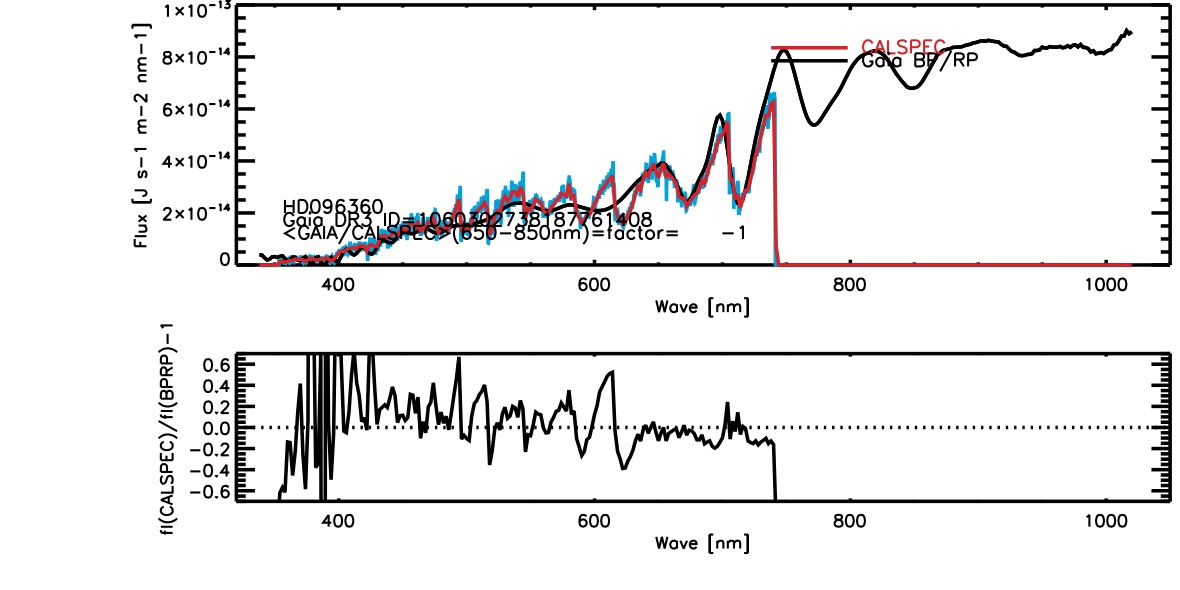 1×10−13
8×10−14
6×10−14
4×10−14
2×10−14
0
Flux [J s−1 m−2 nm−1]
CALSPEC
Gaia BP/RP
HD096360
Gaia DR3 ID=1060392738187761408
<GAIA/CALSPEC>(650−850nm)=factor= −1
400 600 800 1000
Wave [nm]
fl(CALSPEC)/fl(BPRP)−1
0.6
0.4
0.2
0.0
−0.2
−0.4
−0.6
400 600 800 1000
Wave [nm]